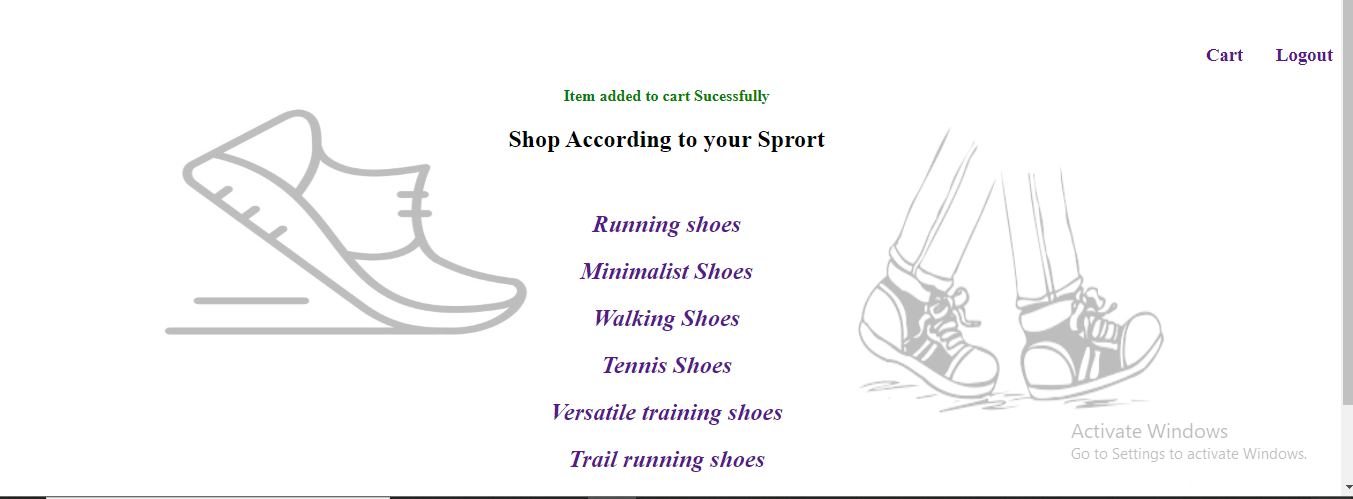 Cart Logout
Item added to cart Sucessfully
Shop According to your Sprort
Running shoes
Minimalist Shoes
Walking Shoes
Tennis Shoes
Versatile training shoes
Trail running shoes
Activate Windows
Go to Settings to activate Windows.